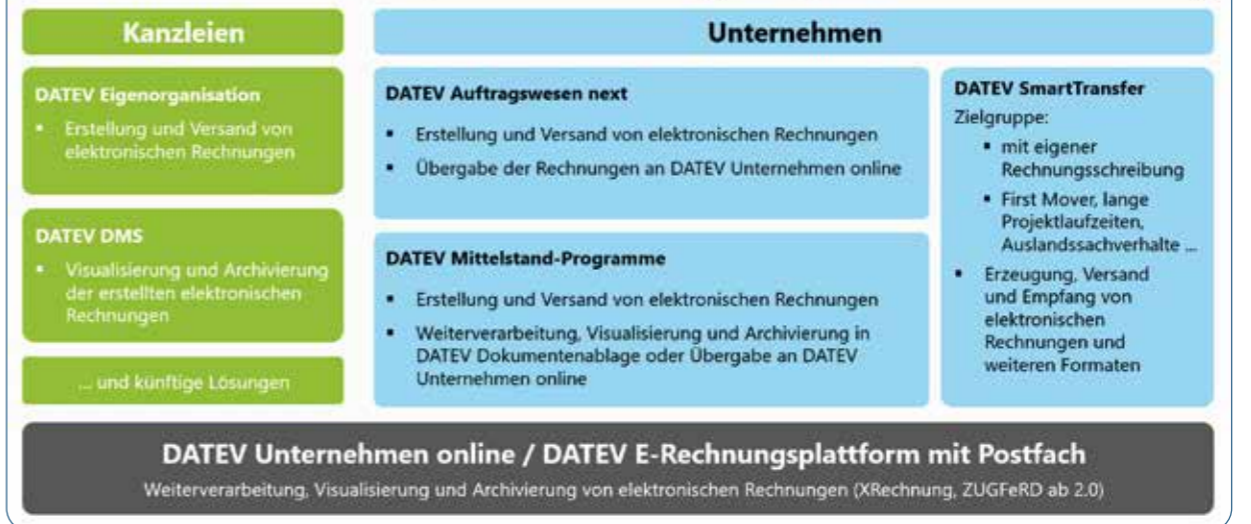 Kanzleien
DATEV Eigenorganisation
▪ Erstellung und Versand von
elektronischen Rechnungen
DATEV DMS
▪ Visualisierung und Archivierung
der erstellten elektronischen
Rechnungen
... und künftige Lösungen
Unternehmen
DATEV Auftragswesen next
▪ Erstellung und Versand von elektronischen Rechnungen
▪ Übergabe der Rechnungen an DATEV Unternehmen online
DATEV Mittelstand-Programme
▪ Erstellung und Versand von elektronischen Rechnungen
▪ Weiterverarbeitung, Visualisierung und Archivierung in
DATEV Dokumentenablage oder Übergabe an DATEV
Unternehmen online
DATEV SmartTransfer
Zielgruppe:
▪ mit eigener
Rechnungsschreibung
▪ First Mover, lange
Projektlaufzeiten,
Auslandssachverhalte ...
▪ Erzeugung, Versand
und Empfang von
elektronischen
Rechnungen und
weiteren Formaten
DATEV Unternehmen online / DATEV E-Rechnungsplattform mit Postfach
Weiterverarbeitung, Visualisierung und Archivierung von elektronischen Rechnungen (XRechnung, ZUGFeRD ab 2.0)